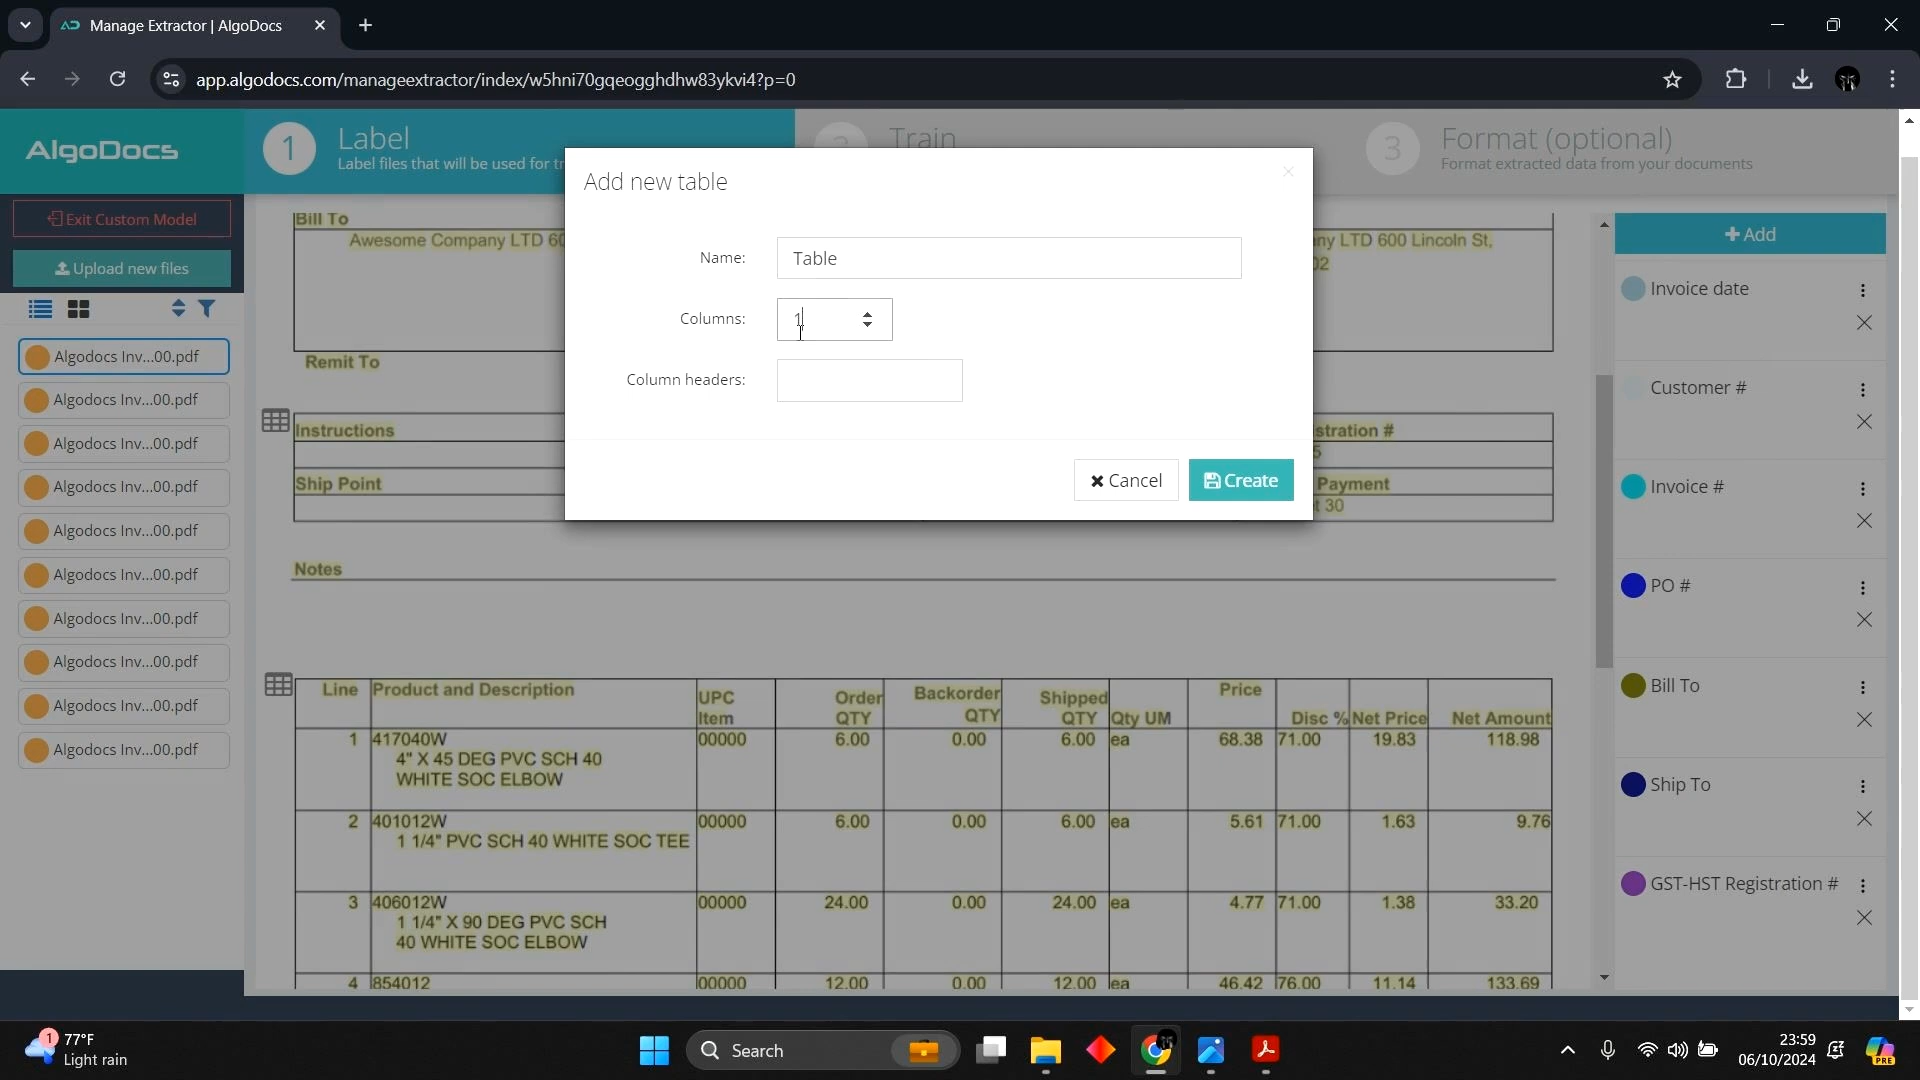 Manage Extractor | AlgoDocs
app.algodocs.com/manageextractor/index/w5hni70gqeogghdhw83ykvi4?p=0
AlgoDocs
1 Label
Label files that will be used for tr
2 Train
3 Format (optional)
Format extracted data from your documents
Exit Custom Model
Upload new files
Algodocs Inv...00.pdf
Algodocs Inv...00.pdf
Algodocs Inv...00.pdf
Algodocs Inv...00.pdf
Algodocs Inv...00.pdf
Algodocs Inv...00.pdf
Algodocs Inv...00.pdf
Algodocs Inv...00.pdf
Algodocs Inv...00.pdf
Algodocs Inv...00.pdf
Add new table
Name: Table
Columns: 1
Column headers:
Cancel Create
Bill To
Awesome Company LTD 60
ny LTD 600 Lincoln St,
02
Remit To
Instructions
stration #
5
Ship Point
Payment
t 30
Notes
Line Product and Description UPC Item Order QTY Backorder QTY Shipped QTY Qty UM Price Disc % Net Price Net Amount
1 417040W 00000 6.00 0.00 6.00 ea 68.38 71.00 19.83 118.98
4" X 45 DEG PVC SCH 40
WHITE SOC ELBOW
2 401012W 00000 6.00 0.00 6.00 ea 5.61 71.00 1.63 9.76
1 1/4" PVC SCH 40 WHITE SOC TEE
3 406012W 00000 24.00 0.00 24.00 ea 4.77 71.00 1.38 33.20
1 1/4" X 90 DEG PVC SCH
40 WHITE SOC ELBOW
4 854012 00000 12.00 0.00 12.00 ea 46.42 76.00 11.14 133.69
Add
Invoice date
Customer #
Invoice #
PO #
Bill To
Ship To
GST-HST Registration #
1
77°F
Light rain
Search
23:59
06/10/2024
PRE